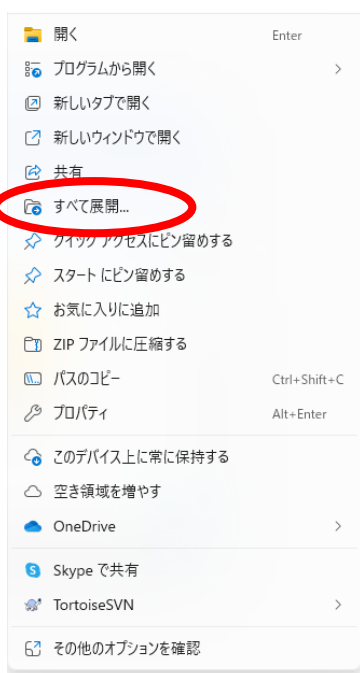 開く Enter
プログラムから開く
新しいタブで開く
新しいウィンドウで開く
共有
すべて展開...
クイック アクセスにピン留めする
スタート にピン留めする
お気に入りに追加
ZIP ファイルに圧縮する
パスのコピー Ctrl+Shift+C
プロパティ Alt+Enter
このデバイス上に常に保持する
空き領域を増やす
OneDrive
Skype で共有
TortoiseSVN
その他のオプションを確認